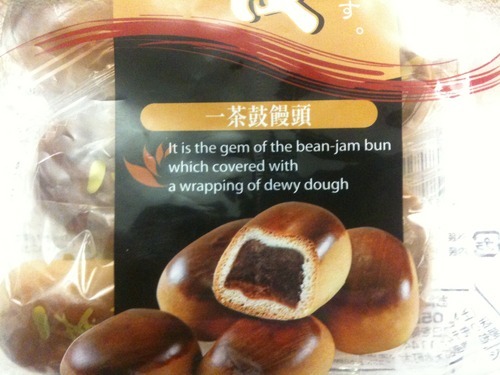 す。
一茶鼓饅頭
It is the gem of the bean-jam bun
which covered with
a wrapping of dewy dough